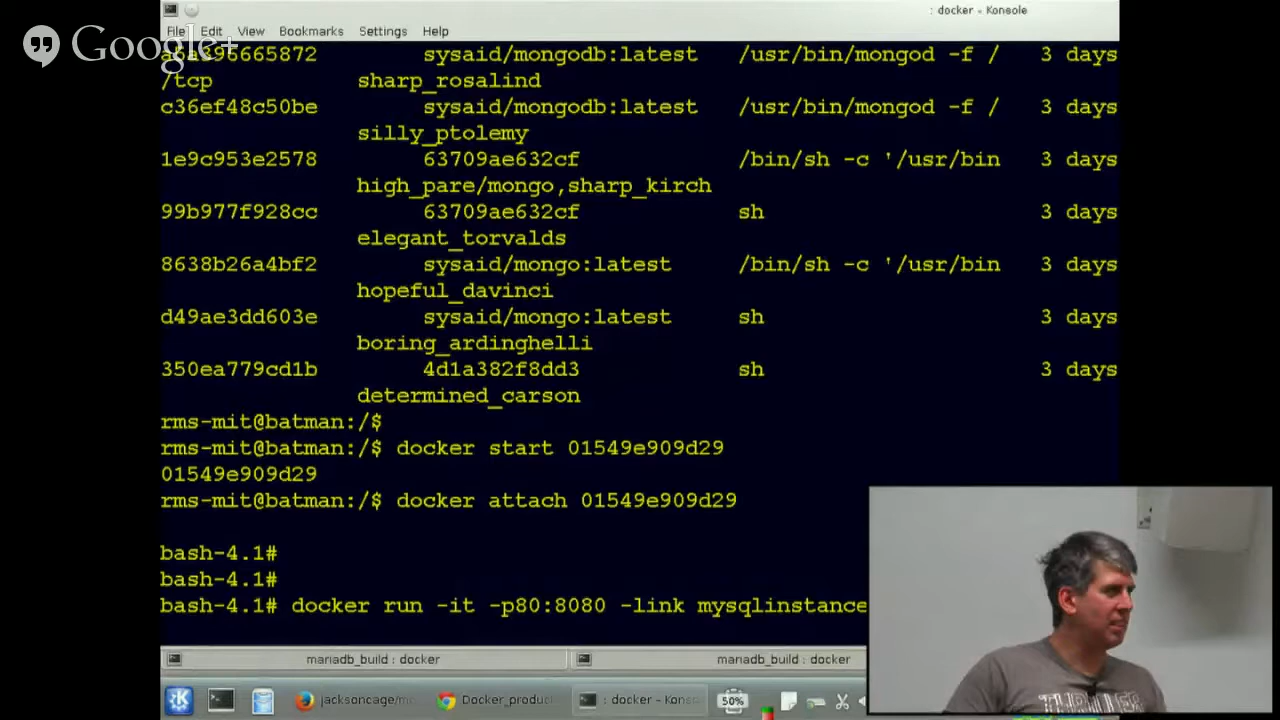 : docker - Konsole
File Edit View Bookmarks Settings Help
Google+
96665872 sysaid/mongodb:latest /usr/bin/mongod -f / 3 days
/tcp sharp_rosalind
c36ef48c50be sysaid/mongodb:latest /usr/bin/mongod -f / 3 days
silly_ptolemy
1e9c953e2578 63709ae632cf /bin/sh -c '/usr/bin 3 days
high_pare/mongo,sharp_kirch
99b977f928cc 63709ae632cf sh 3 days
elegant_torvalds
8638b26a4bf2 sysaid/mongo:latest /bin/sh -c '/usr/bin 3 days
hopeful_davinci
d49ae3dd603e sysaid/mongo:latest sh 3 days
boring_ardinghelli
350ea779cd1b 4d1a382f8dd3 sh 3 days
determined_carson
rms-mit@batman:/$
rms-mit@batman:/$ docker start 01549e909d29
01549e909d29
rms-mit@batman:/$ docker attach 01549e909d29
bash-4.1#
bash-4.1#
bash-4.1# docker run -it -p80:8080 -link mysqlinstance
mariadb_build : docker mariadb_build : docker
jacksoncage/m Docker_produc : docker - Kons 50%